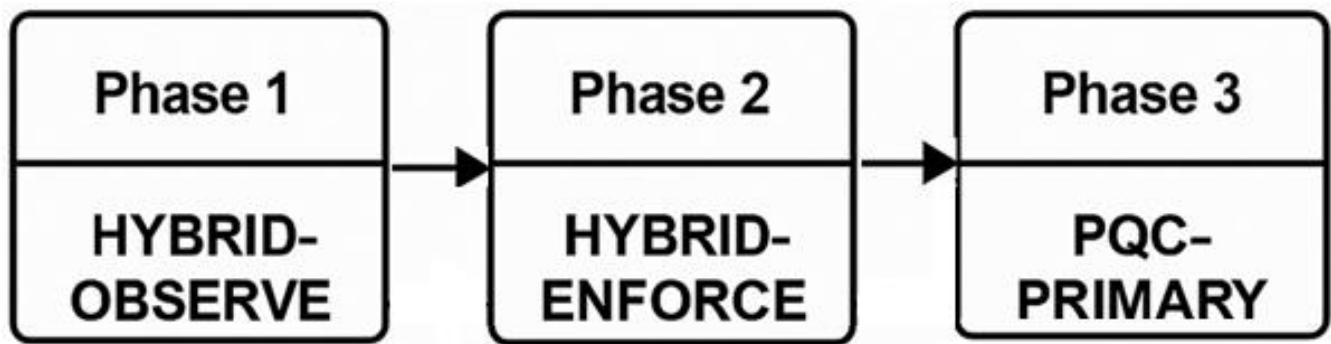 Phase 1
HYBRID-
OBSERVE
Phase 2
HYBRID-
ENFORCE
Phase 3
PQC-
PRIMARY